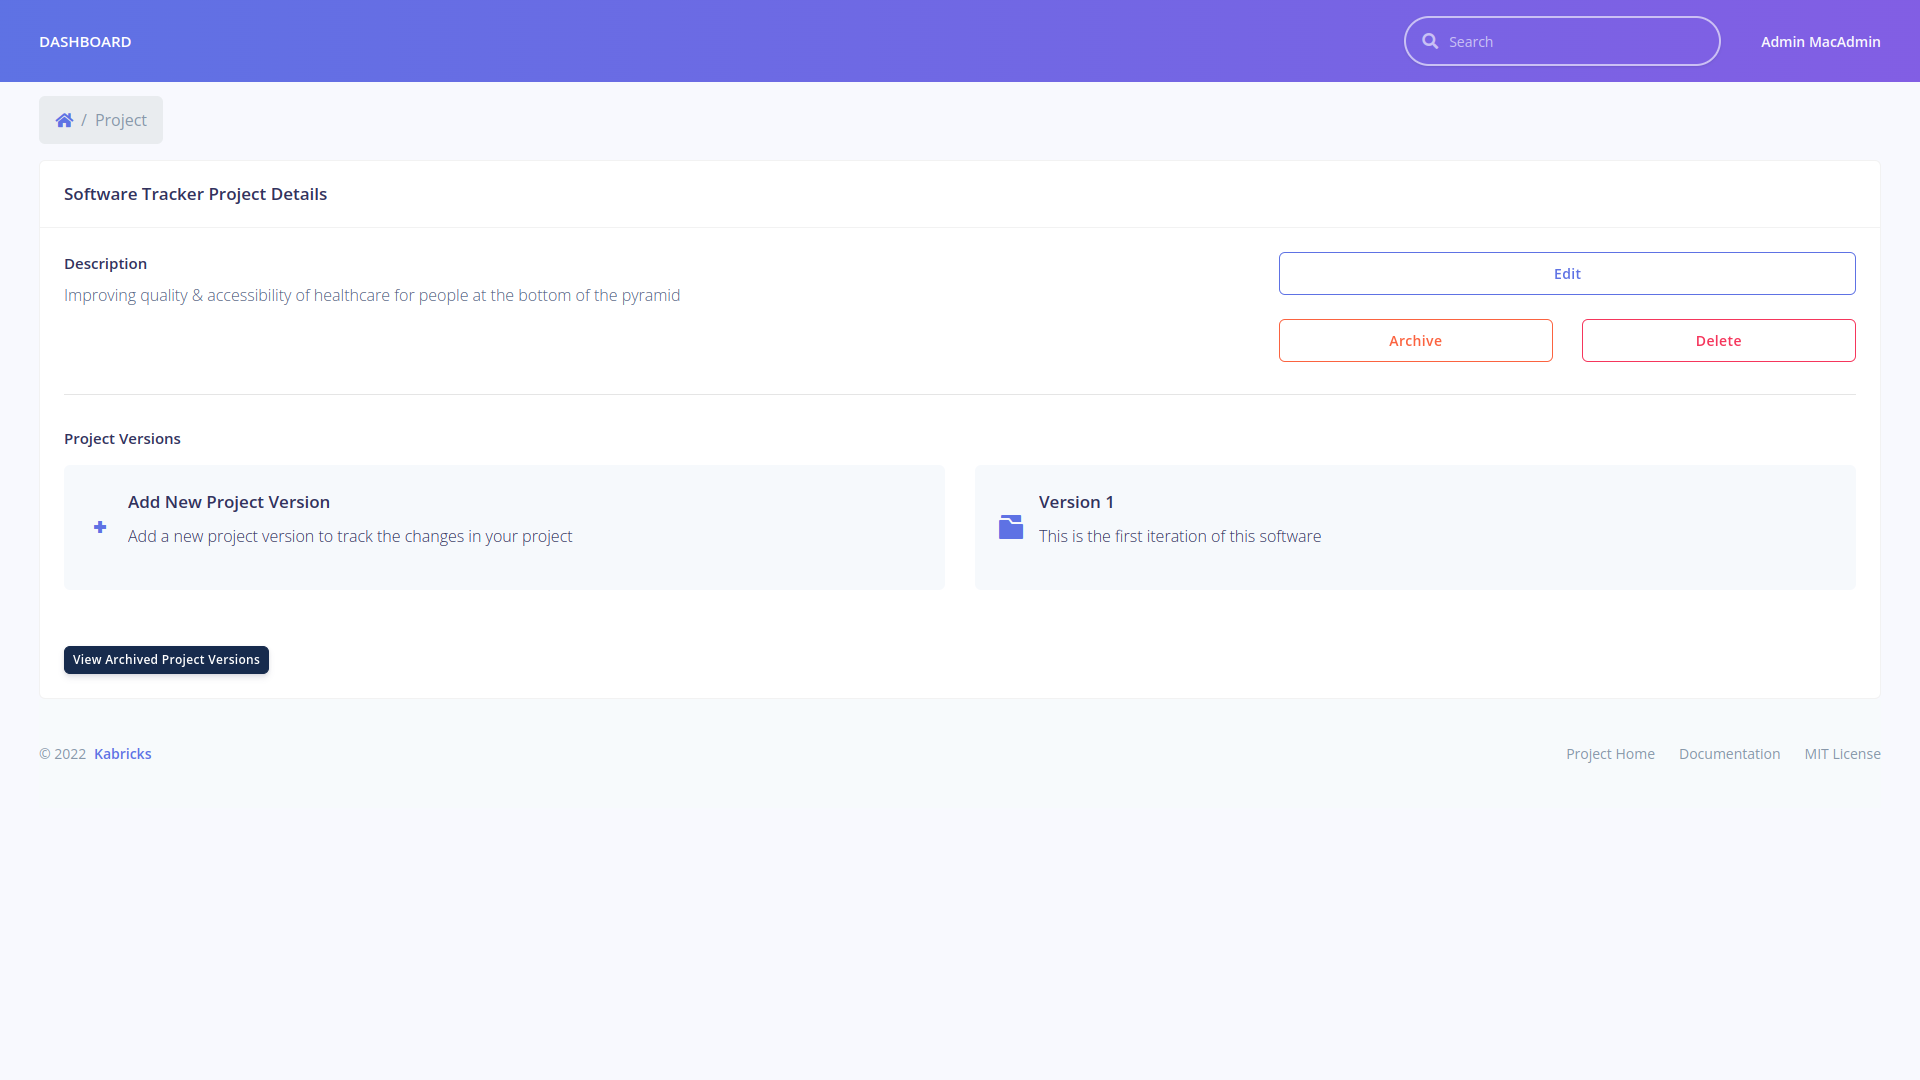 DASHBOARD
Search
Admin MacAdmin
/ Project
Software Tracker Project Details
Description
Improving quality & accessibility of healthcare for people at the bottom of the pyramid
Edit
Archive
Delete
Project Versions
Add New Project Version
Add a new project version to track the changes in your project
Version 1
This is the first iteration of this software
View Archived Project Versions
© 2022 Kabricks
Project Home
Documentation
MIT License